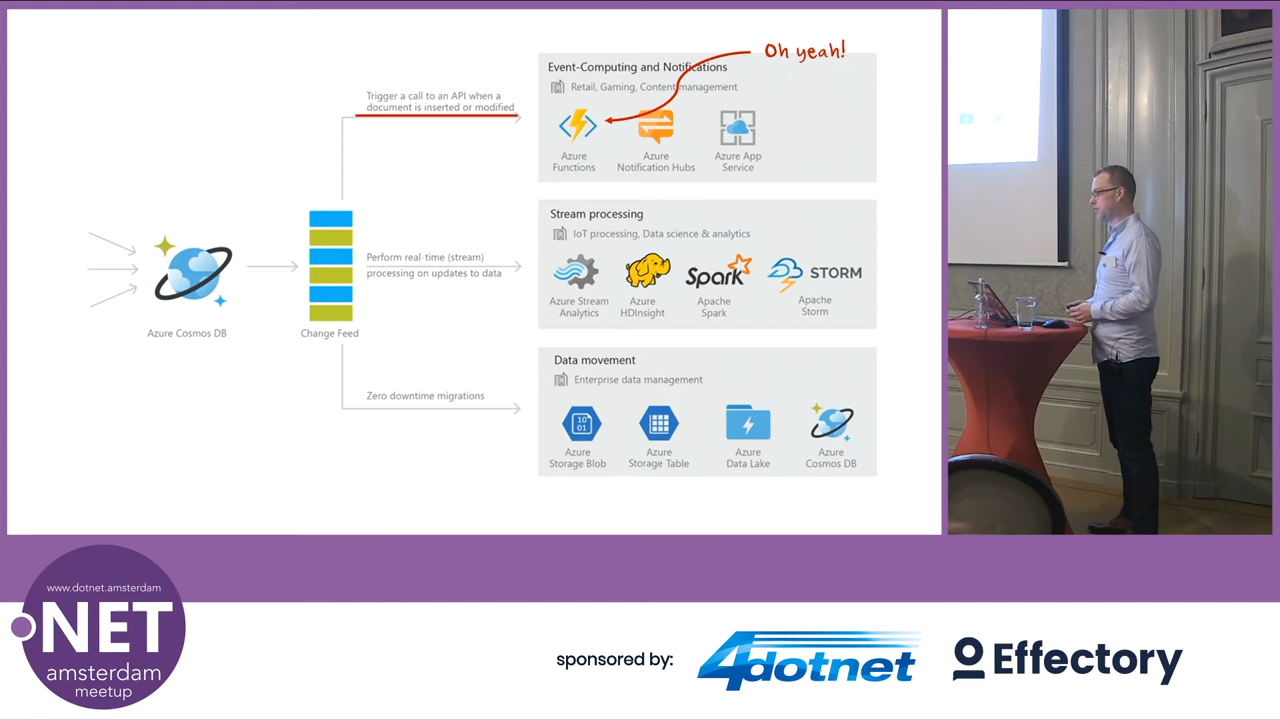 Oh yeah!
Event-Computing and Notifications
Retail, Gaming, Content management
Trigger a call to an API when a
document is inserted or modified
Azure
Functions
Azure
Notification Hubs
Azure App
Service
Stream processing
IoT processing, Data science & analytics
Perform real-time (stream)
processing on updates to data
Azure Stream
Analytics
Azure
HDInsight
Spark
Apache
Spark
STORM
Apache
Storm
Azure Cosmos DB
Change Feed
Data movement
Enterprise data management
Zero downtime migrations
10
01
Azure
Storage Blob
Azure
Storage Table
Azure
Data Lake
Azure
Cosmos DB
www.dotnet.amsterdam
.NET
amsterdam
meetup
sponsored by:
4dotnet
Effectory